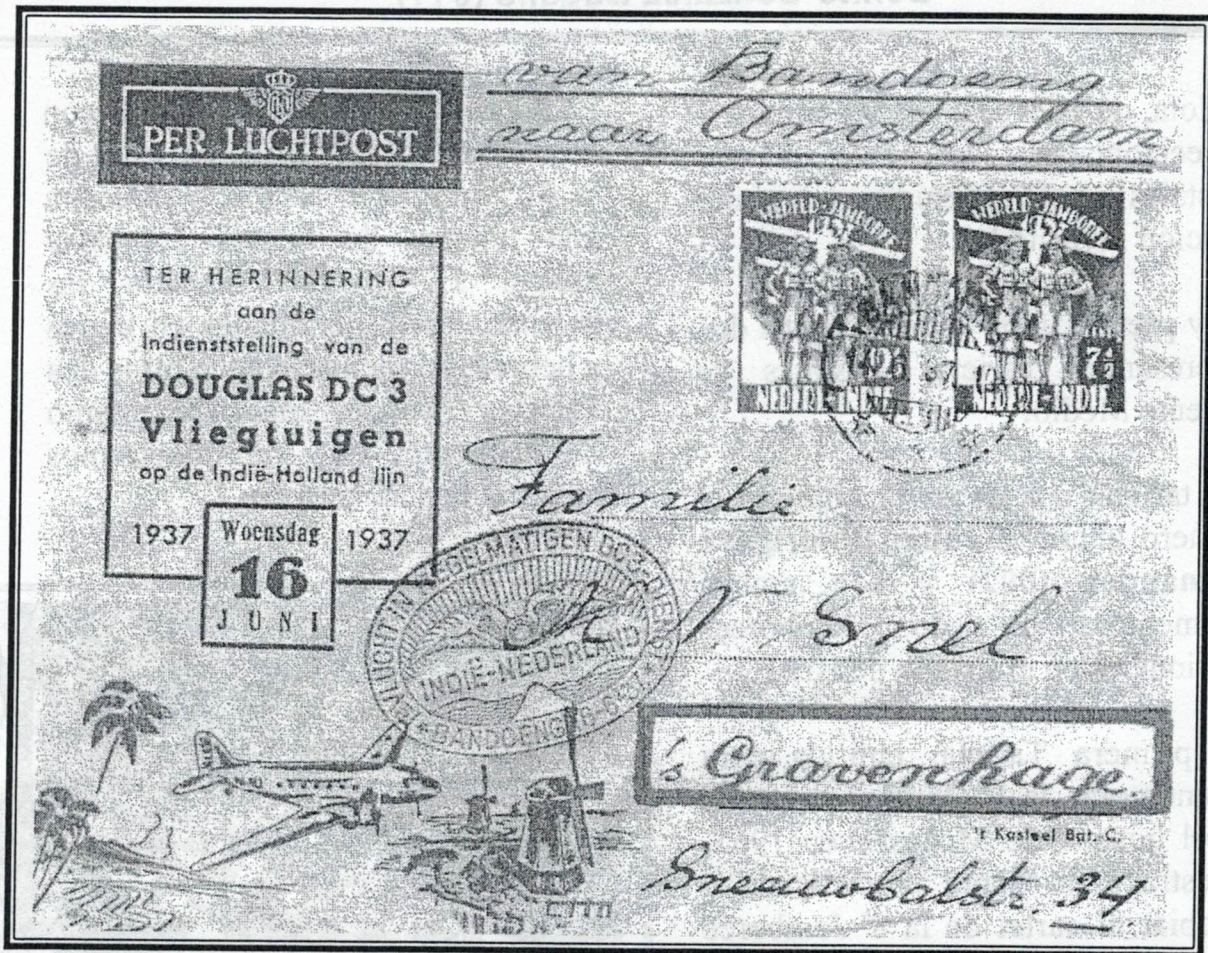 van Bandoeng
naar Amsterdam
PER LUCHTPOST
WERELD-JAMBOREE
1937
NEDERL-INDIE
WERELD-JAMBOREE
1937
7½
NEDERL-INDIE
TER HERINNERING
aan de
Indienststelling van de
DOUGLAS DC 3
Vliegtuigen
op de Indië-Holland lijn
1937 Woensdag 1937
16
JUNI
Familie
Snel
INDIË-NEDERLAND
BANDOENG
's Gravenhage.
't Kasteel Bat. C.
Sneeuwbalstr. 34